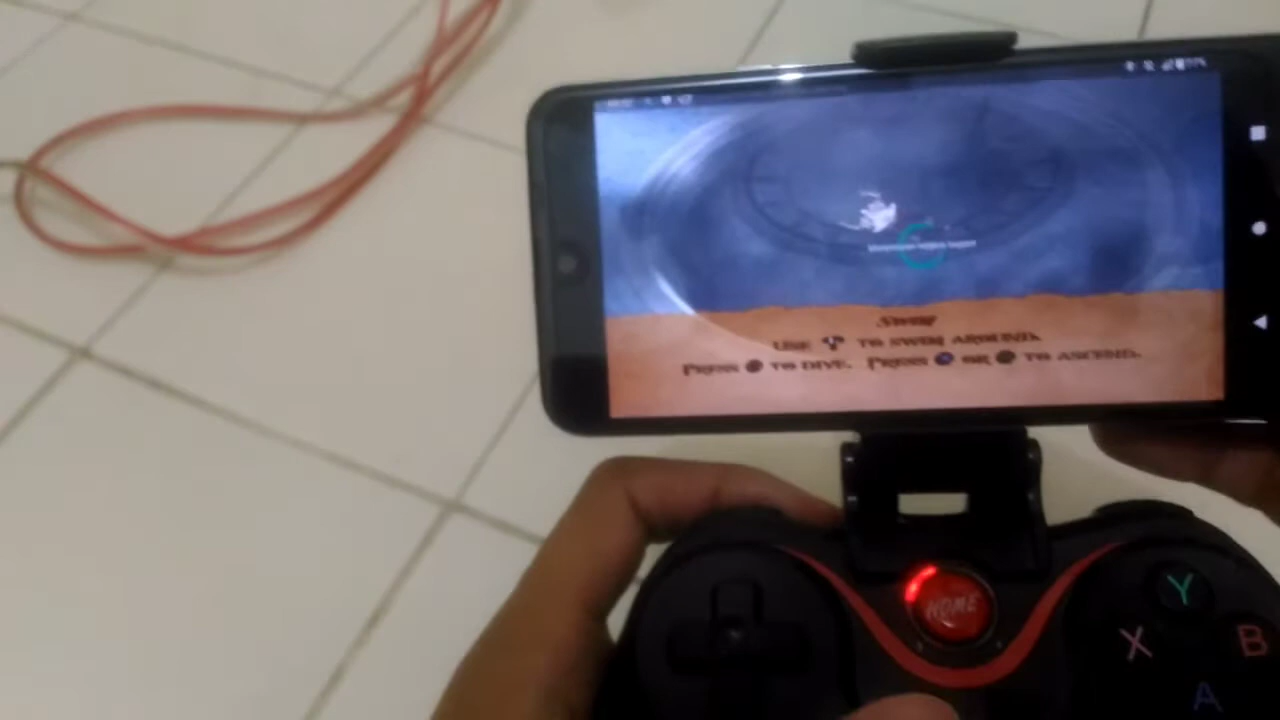 Swim
Use to swim around.
Press to dive. Press or to ascend.
HOME
Y
X
B
A